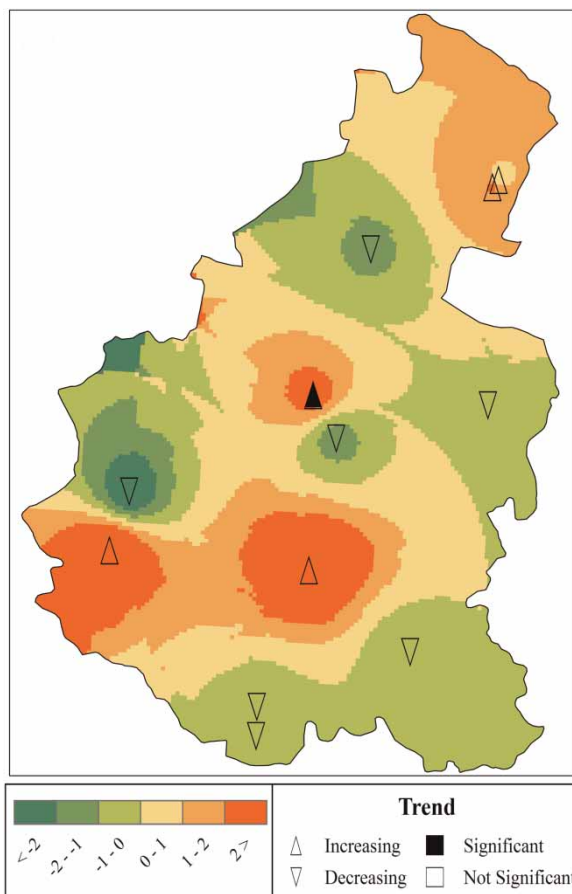 < -2
-2 - -1
-1 - 0
0 - 1
1 - 2
2>
Trend
Increasing
Significant
Decreasing
Not Significant